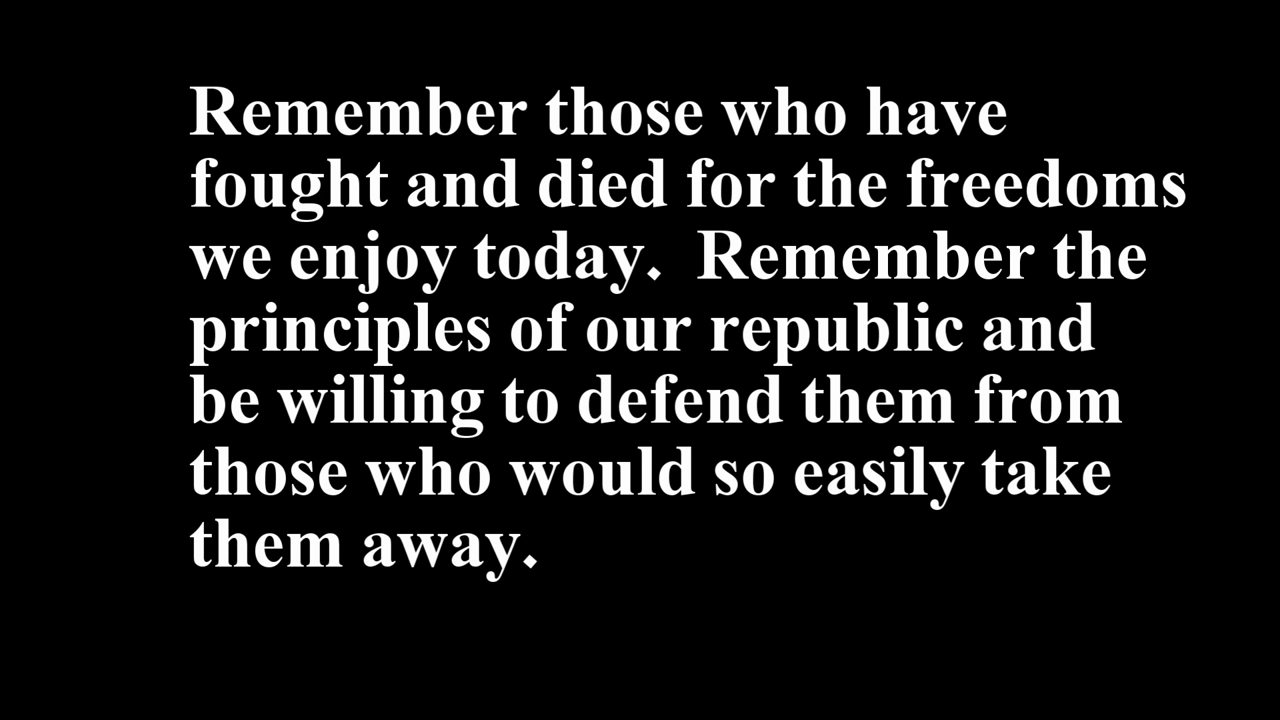 Remember those who have
fought and died for the freedoms
we enjoy today.  Remember the
principles of our republic and
be willing to defend them from
those who would so easily take
them away.